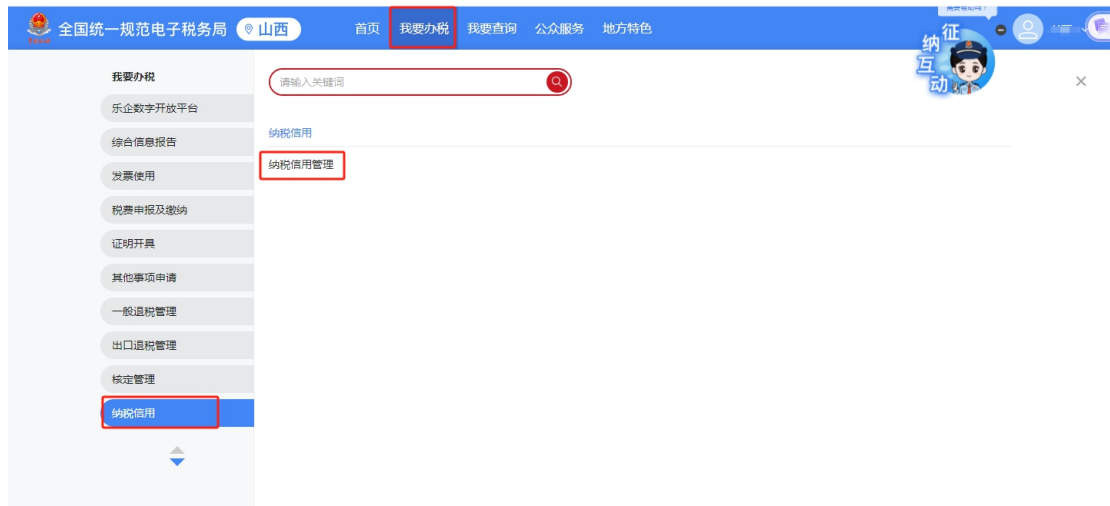 需要帮助吗？
全国统一规范电子税务局 山西 首页 我要办税 我要查询 公众服务 地方特色
征纳互动
我要办税
请输入关键词
乐企数字开放平台
综合信息报告
纳税信用
纳税信用管理
发票使用
税费申报及缴纳
证明开具
其他事项申请
一般退税管理
出口退税管理
核定管理
纳税信用